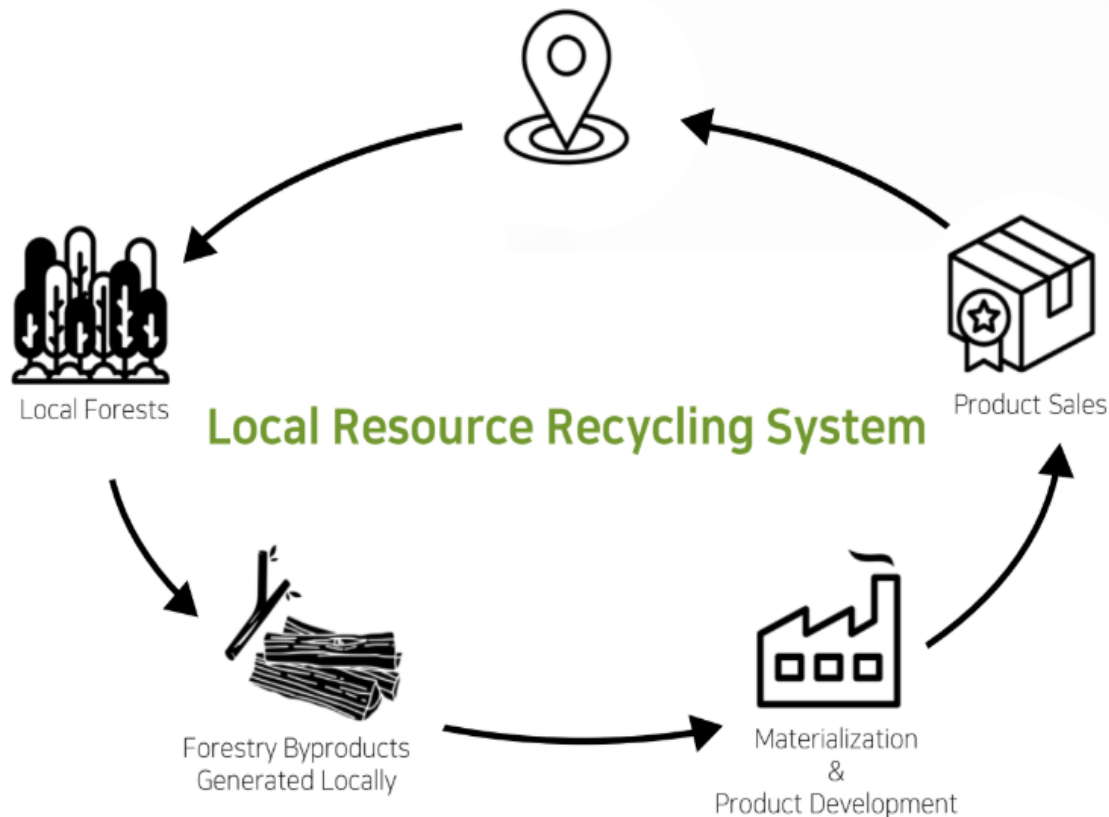 Local Forests
Product Sales
Local Resource Recycling System
Forestry Byproducts
Generated Locally
Materialization
&
Product Development